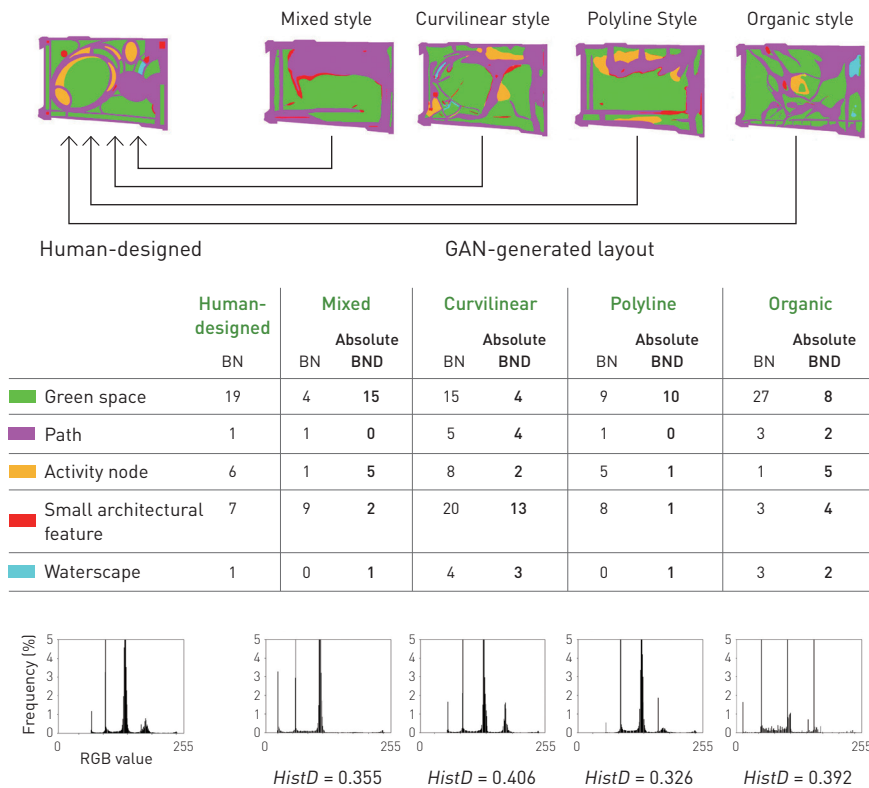 Mixed style Curvilinear style Polyline Style Organic style
Human-designed GAN-generated layout
Human-designed Mixed Curvilinear Polyline Organic
BN BN Absolute BND BN Absolute BND BN Absolute BND BN Absolute BND
Green space 19 4 15 15 4 9 10 27 8
Path 1 1 0 5 4 1 0 3 2
Activity node 6 1 5 8 2 5 1 1 5
Small architectural feature 7 9 2 20 13 8 1 3 4
Waterscape 1 0 1 4 3 0 1 3 2
Frequency (%)
5 5 5 5 5
4 4 4 4 4
3 3 3 3 3
2 2 2 2 2
1 1 1 1 1
0 0 0 0 0
0 255 0 255 0 255 0 255 0 255
RGB value
HistD = 0.355 HistD = 0.406 HistD = 0.326 HistD = 0.392